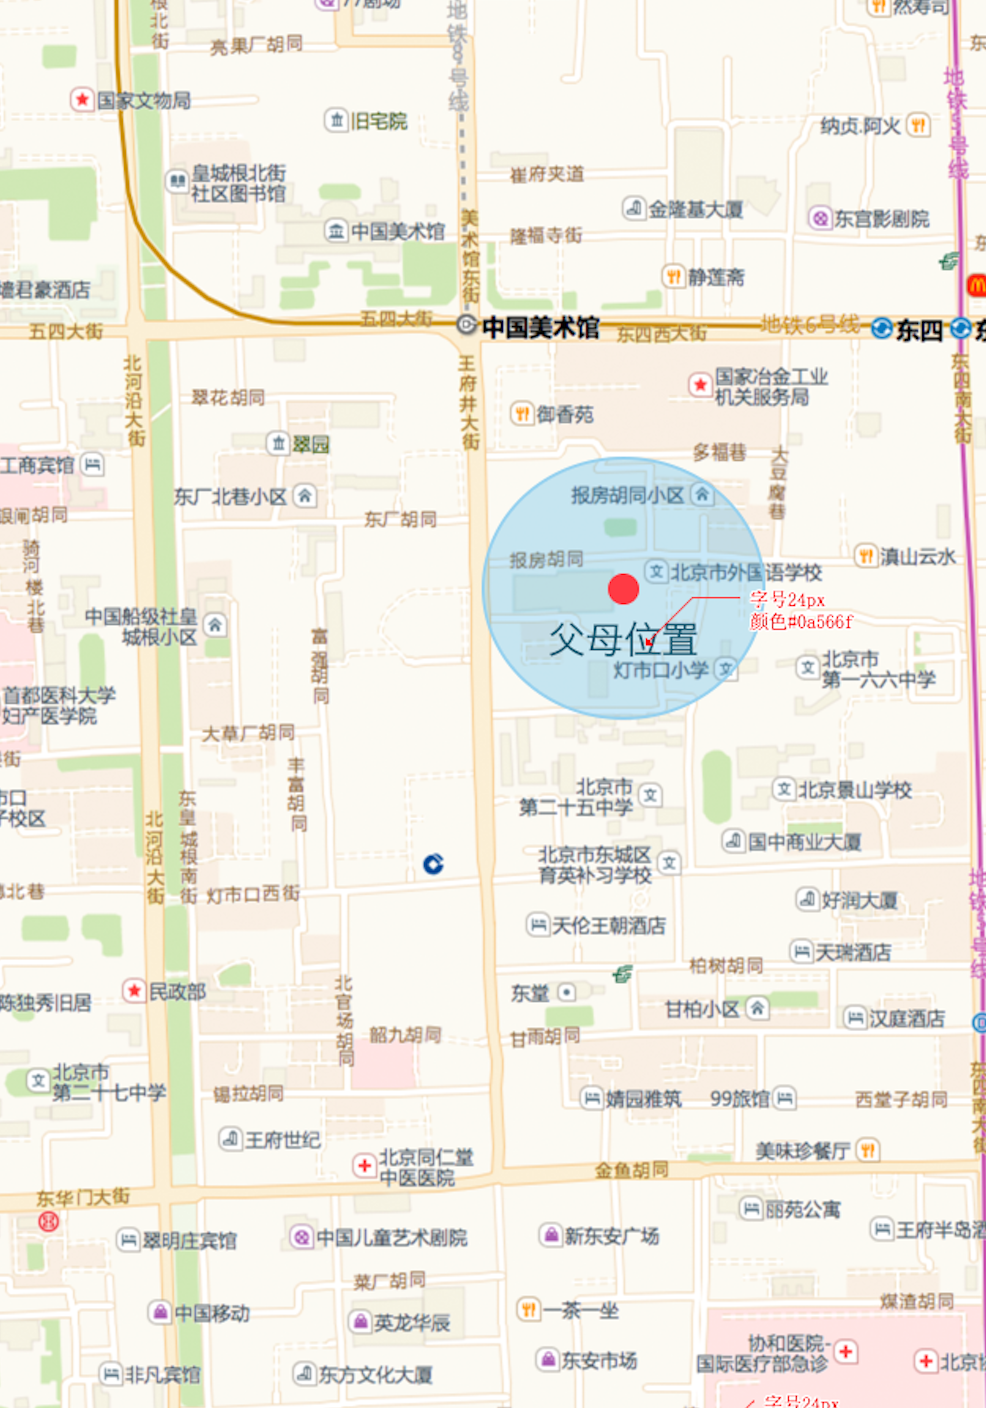 77剧场
然寿司
亮果厂胡同
地铁8号线
国家文物局
旧宅院
纳贞.阿火
地铁5号线
皇城根北街
社区图书馆
崔府夹道
金隆基大厦
东宫影剧院
中国美术馆
美术馆东街
隆福寺街
静莲斋
墙君豪酒店
五四大街
五四大街
中国美术馆
东四西大街
地铁6号线
东四
北河沿大街
王府井大街
东四南大街
国家冶金工业
机关服务局
翠花胡同
御香苑
翠园
多福巷
大豆腐巷
工商宾馆
东厂北巷小区
报房胡同小区
银闸胡同
东厂胡同
骑河楼北巷
报房胡同
北京市外国语学校
滇山云水
字号24px
颜色#0a566f
中国船级社皇
城根小区
富强胡同
父母位置
灯市口小学
北京市
第一六六中学
首都医科大学
妇产医学院
大草厂胡同
丰富胡同
北京市
第二十五中学
北京景山学校
市口
子校区
北河沿大街
东皇城根南街
国中商业大厦
北京市东城区
育英补习学校
灯市口西街
好润大厦
天伦王朝酒店
天瑞酒店
柏树胡同
陈独秀旧居
民政部
北官场胡同
东堂
甘柏小区
汉庭酒店
韶九胡同
甘雨胡同
北京市
第二十七中学
锡拉胡同
婧园雅筑
99旅馆
西堂子胡同
东四南大街
王府世纪
北京同仁堂
中医医院
美味珍餐厅
金鱼胡同
东华门大街
丽苑公寓
翠明庄宾馆
中国儿童艺术剧院
新东安广场
王府半岛酒
菜厂胡同
中国移动
英龙华辰
一茶一坐
煤渣胡同
非凡宾馆
东方文化大厦
东安市场
协和医院-
国际医疗部急诊
北京协
字号24px